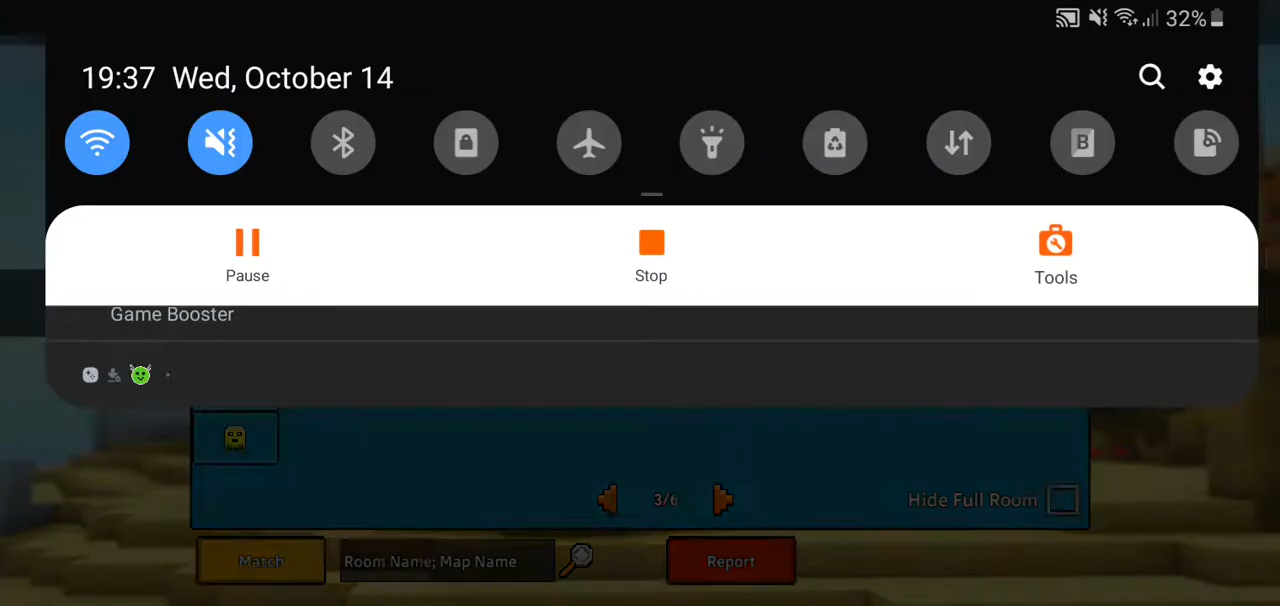 32%
19:37 Wed, October 14
B
Pause Stop Tools
Game Booster
3/6 Hide Full Room
Match Room Name; Map Name Report